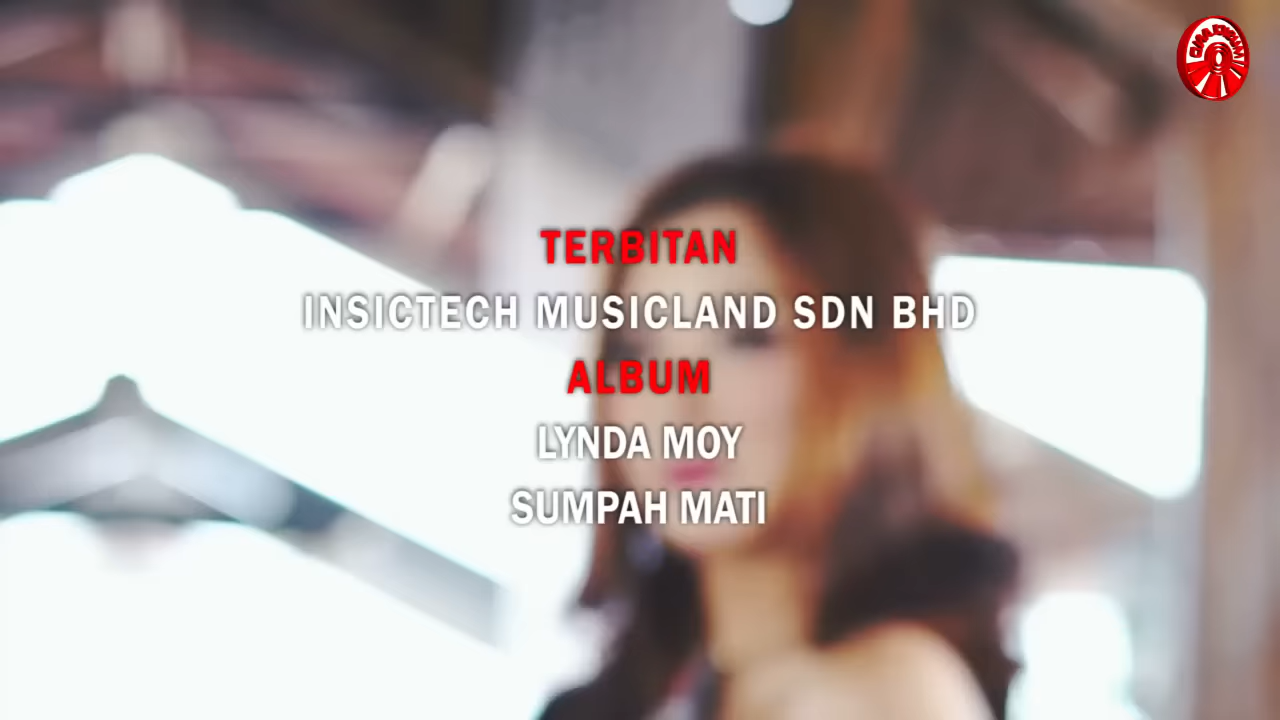 TERBITAN
INSICTECH MUSICLAND SDN BHD
ALBUM
LYNDA MOY
SUMPAH MATI